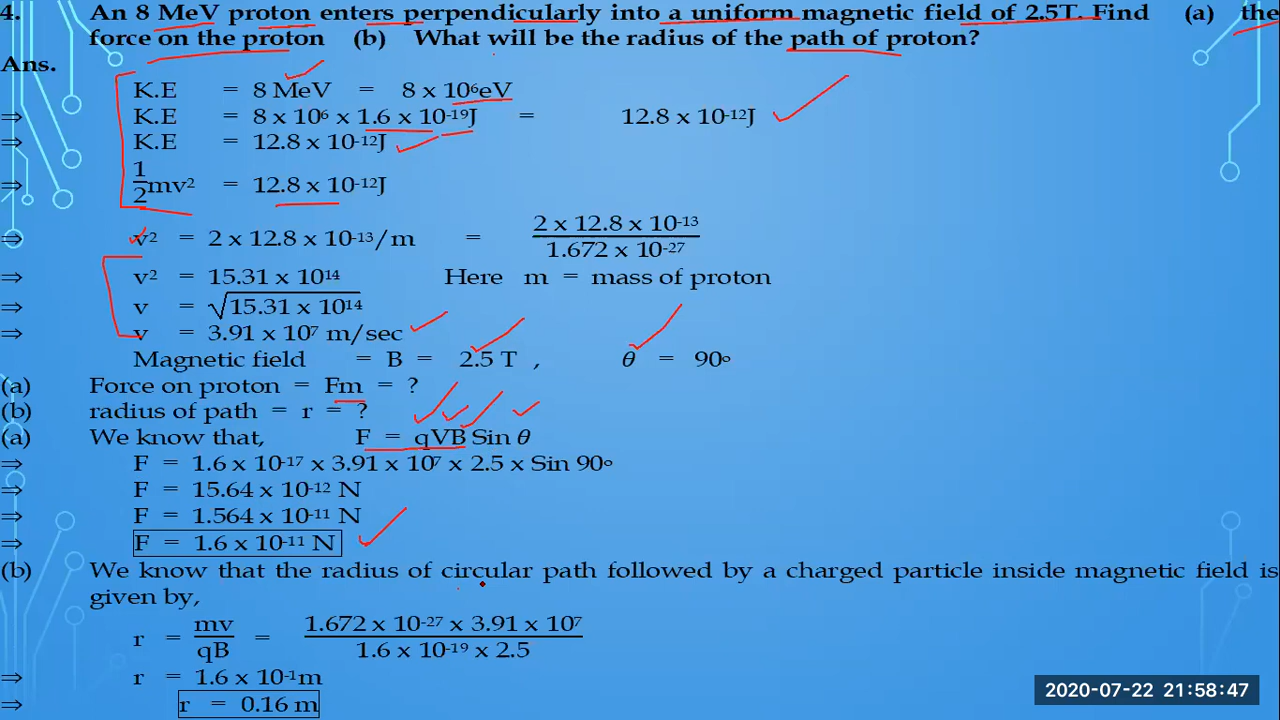 4. An 8 MeV proton enters perpendicularly into a uniform magnetic field of 2.5T. Find (a) the
force on the proton (b) What will be the radius of the path of proton?
Ans.
K.E = 8 MeV = 8 x 10⁶eV
⇒ K.E = 8 x 10⁶ x 1.6 x 10⁻¹⁹J = 12.8 x 10⁻¹²J
⇒ K.E = 12.8 x 10⁻¹²J
⇒ 1/2 mv² = 12.8 x 10⁻¹²J
⇒ v² = 2 x 12.8 x 10⁻¹³/m = 2 x 12.8 x 10⁻¹³ / 1.672 x 10⁻²⁷
⇒ v² = 15.31 x 10¹⁴ Here m = mass of proton
⇒ v = √15.31 x 10¹⁴
⇒ v = 3.91 x 10⁷ m/sec
Magnetic field = B = 2.5 T , θ = 90°
(a) Force on proton = Fm = ?
(b) radius of path = r = ?
(a) We know that, F = qVB Sin θ
⇒ F = 1.6 x 10⁻¹⁷ x 3.91 x 10⁷ x 2.5 x Sin 90°
⇒ F = 15.64 x 10⁻¹² N
⇒ F = 1.564 x 10⁻¹¹ N
⇒ F = 1.6 x 10⁻¹¹ N
(b) We know that the radius of circular path followed by a charged particle inside magnetic field is
given by,
r = mv / qB = 1.672 x 10⁻²⁷ x 3.91 x 10⁷ / 1.6 x 10⁻¹⁹ x 2.5
⇒ r = 1.6 x 10⁻¹m
⇒ r = 0.16 m
2020-07-22 21:58:47